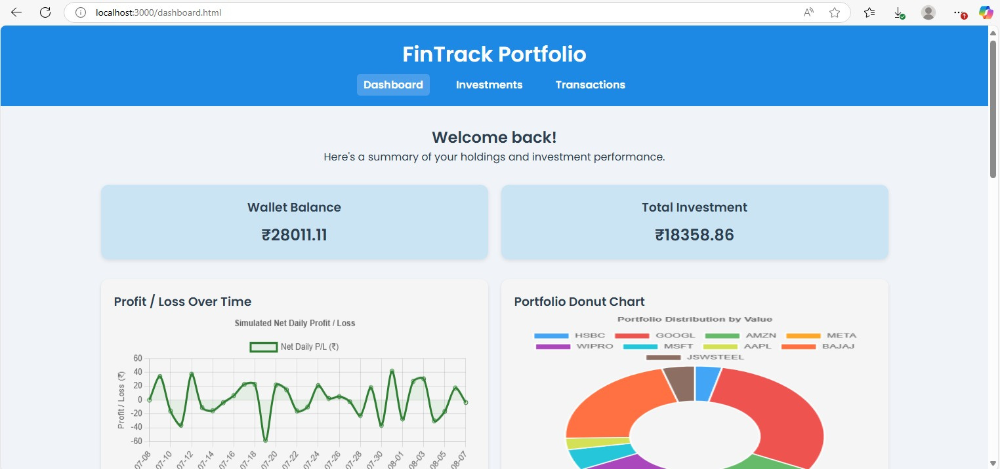 localhost:3000/dashboard.html
FinTrack Portfolio
Dashboard Investments Transactions
Welcome back!
Here's a summary of your holdings and investment performance.
Wallet Balance
₹28011.11
Total Investment
₹18358.86
Profit / Loss Over Time
Simulated Net Daily Profit / Loss
Net Daily P/L (₹)
Profit / Loss (₹)
60
40
20
0
-20
-40
-60
07-08 07-10 07-12 07-14 07-16 07-18 07-20 07-22 07-24 07-26 07-28 07-30 08-01 08-03 08-05 08-07
Portfolio Donut Chart
Portfolio Distribution by Value
HSBC GOOGL AMZN META
WIPRO MSFT AAPL BAJAJ
JSWSTEEL